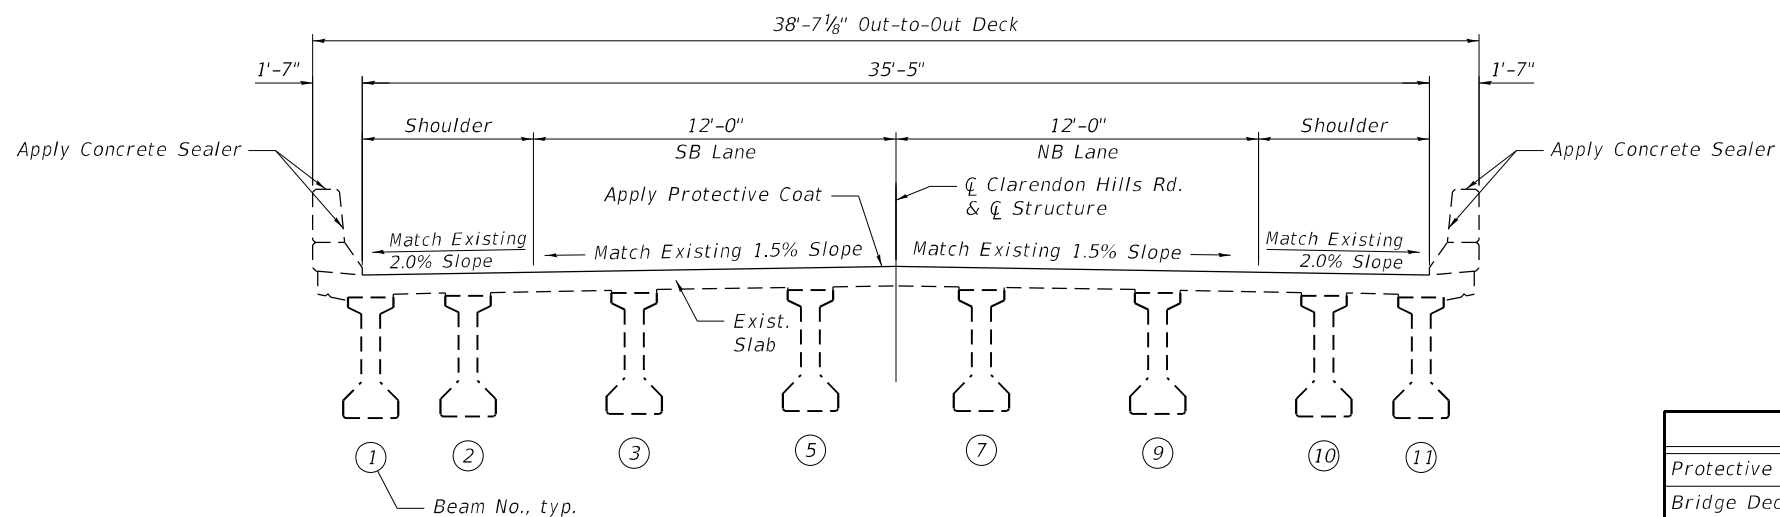 38'-7⅛" Out-to-Out Deck
1'-7"
35'-5"
1'-7"
Shoulder
12'-0"
12'-0"
Shoulder
Apply Concrete Sealer
SB Lane
NB Lane
Apply Concrete Sealer
Apply Protective Coat
℄ Clarendon Hills Rd.
& ℄ Structure
Match Existing
2.0% Slope
Match Existing 1.5% Slope
Match Existing 1.5% Slope
Match Existing
2.0% Slope
Exist.
Slab
1
2
3
5
7
9
10
11
Beam No., typ.
Protective
Bridge Dec